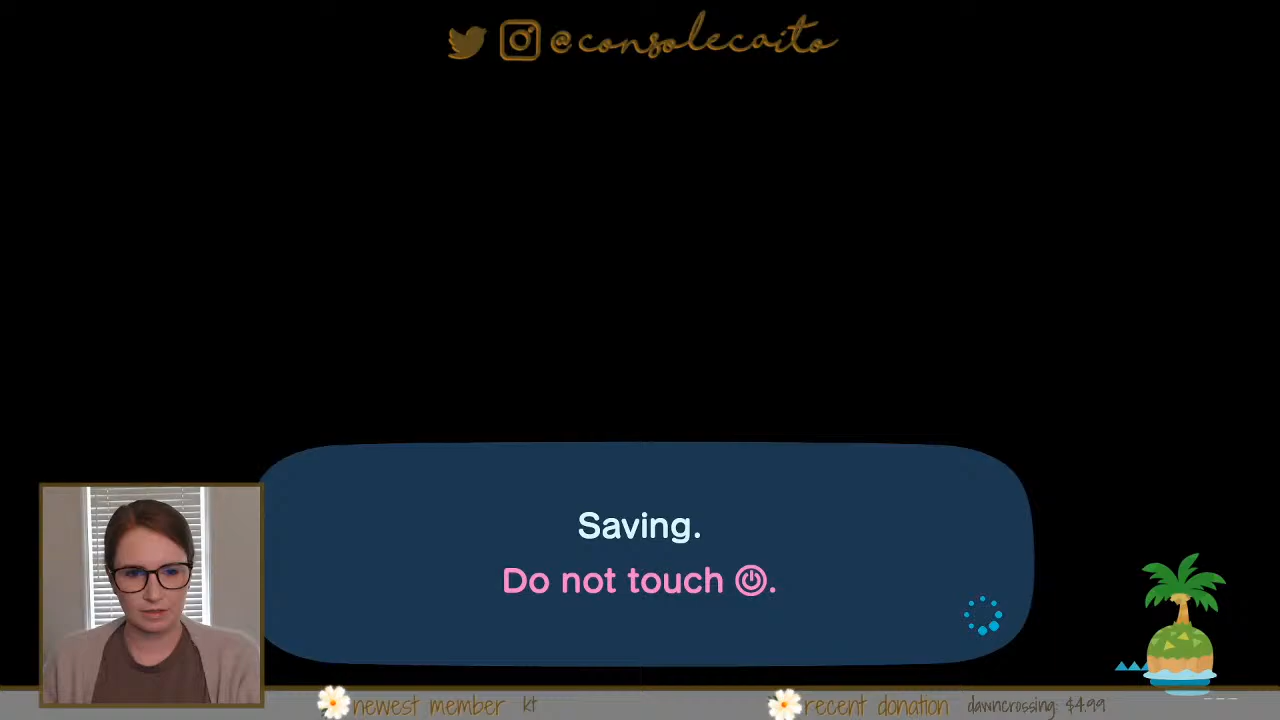 @consolecaito
Saving.
Do not touch ⏻.
newest member kt
recent donation dawncrossing: $4.99